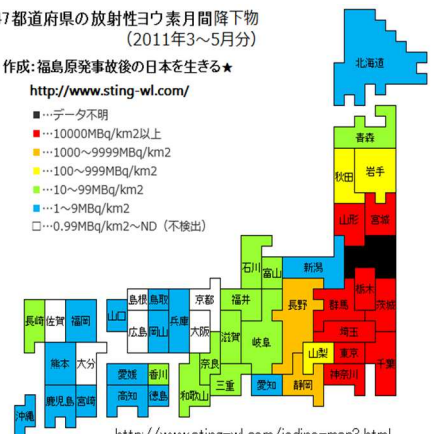 47都道府県の放射性ヨウ素月間降下物
（2011年3～5月分）
作成：福島原発事故後の日本を生きる★
http://www.sting-wl.com/
■…データ不明
■…10000MBq/km2以上
■…1000～9999MBq/km2
■…100～999MBq/km2
■…10～99MBq/km2
■…1～9MBq/km2
□…0.99MBq/km2～ND（不検出）
北海道
青森
秋田 岩手
山形 宮城
石川 富山 新潟
栃木
島根 鳥取 京都 福井 長野 群馬 茨城
山口 兵庫
長崎 佐賀 福岡 広島 岡山 大阪 滋賀 岐阜 埼玉
熊本 大分 奈良 山梨 東京 千葉
愛媛 香川 神奈川
鹿児島 宮崎 高知 徳島 和歌山 三重 愛知 静岡
沖縄
http://www.sting-wl.com/iodine-map3.html